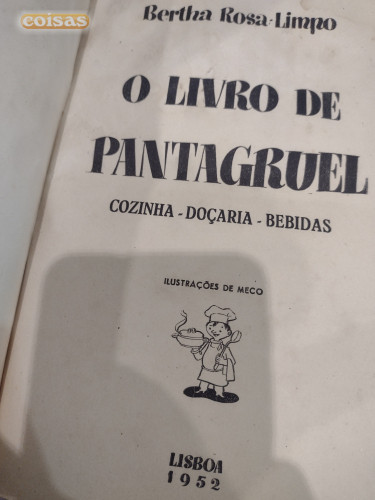 coisas
Bertha Rosa-Limpo
O LIVRO DE
PANTAGRUEL
COZINHA - DOÇARIA - BEBIDAS
ILUSTRAÇÕES DE MECO
LISBOA
1952